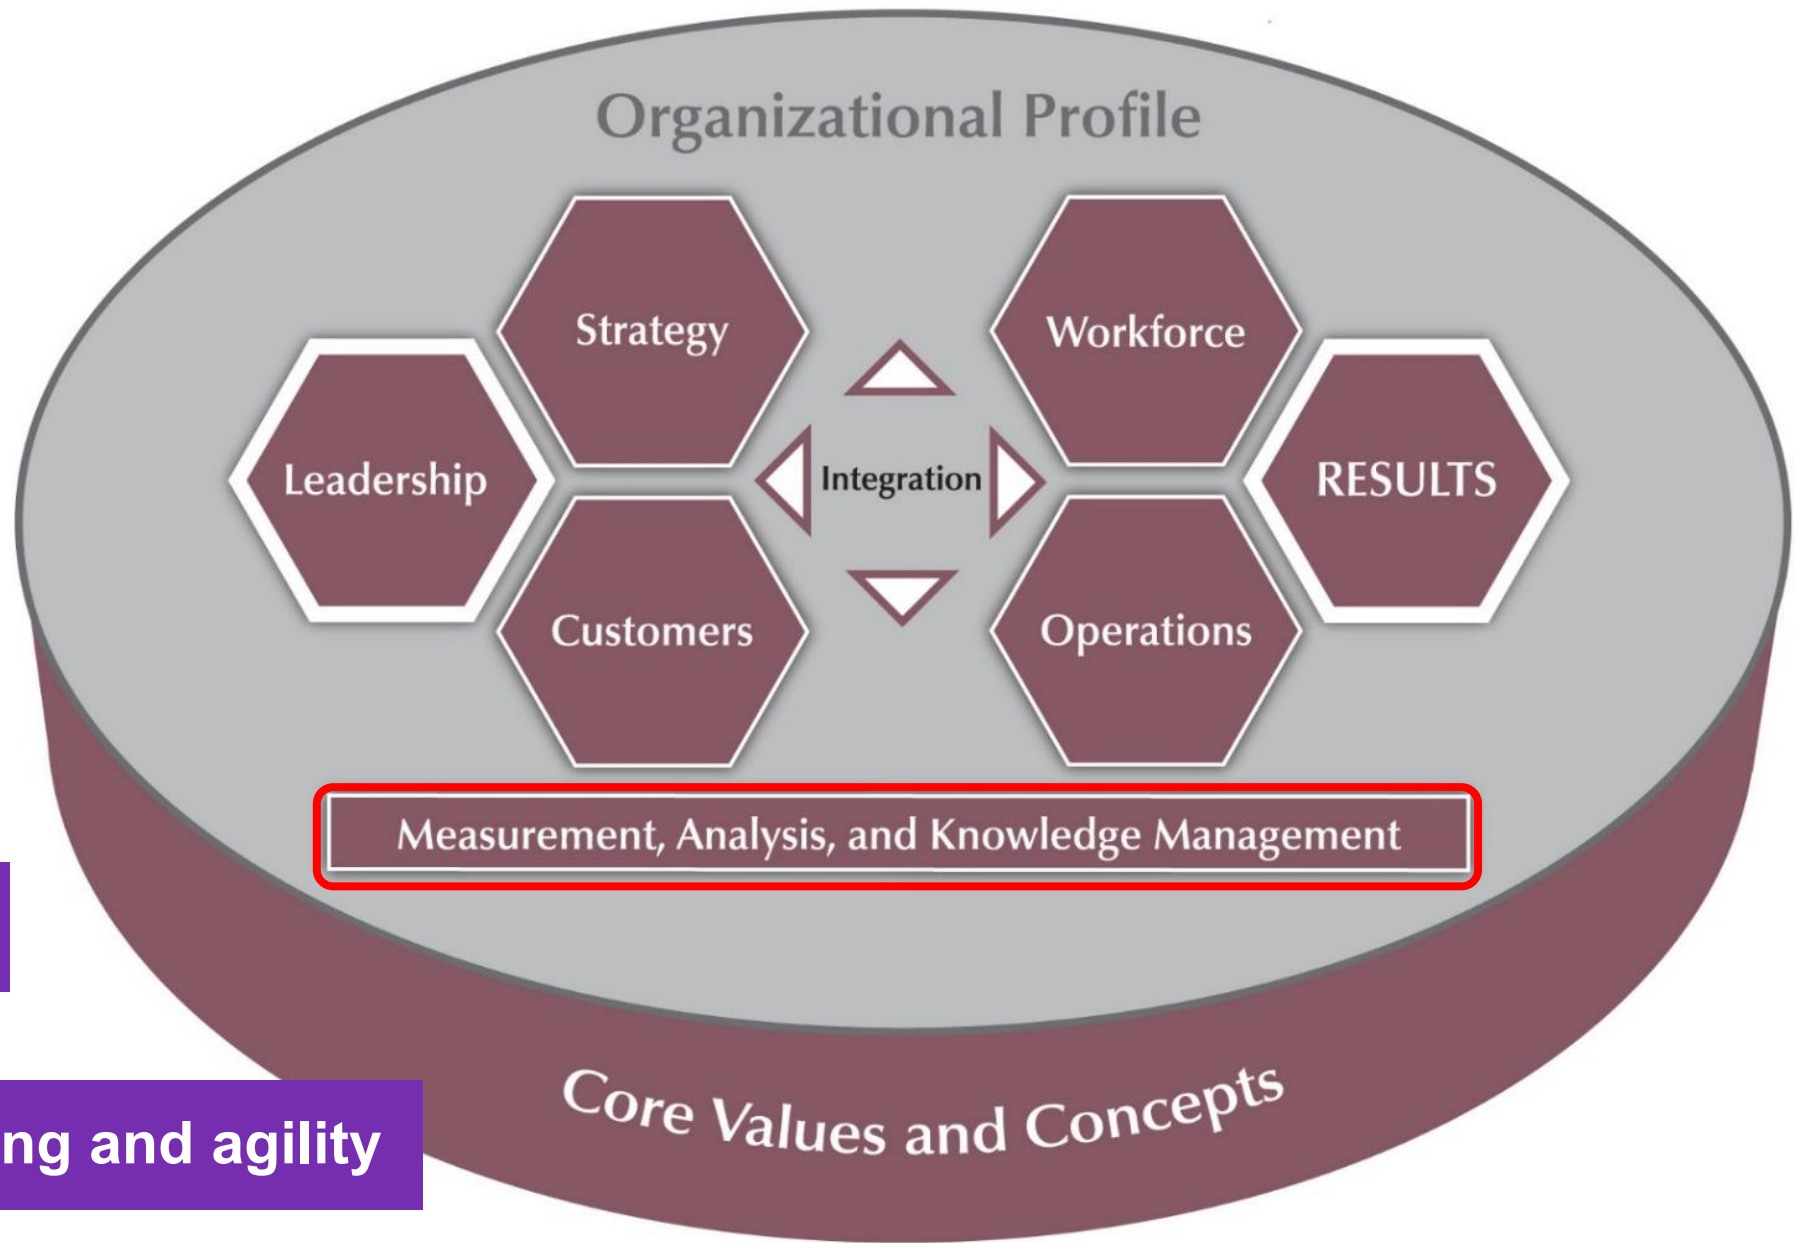 Organizational Profile
Strategy
Workforce
Leadership
Integration
RESULTS
Customers
Operations
Measurement, Analysis, and Knowledge Management
Core Values and Concepts
ng and agility